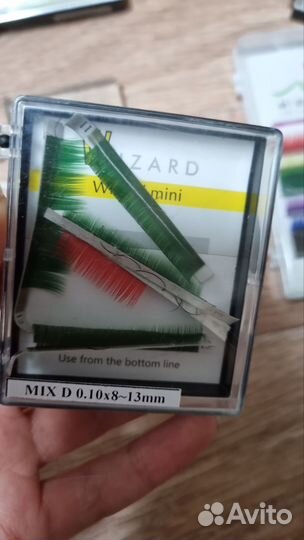 ZARD
mini
Use from the bottom line
MIX D 0.10x8~13mm
Avito